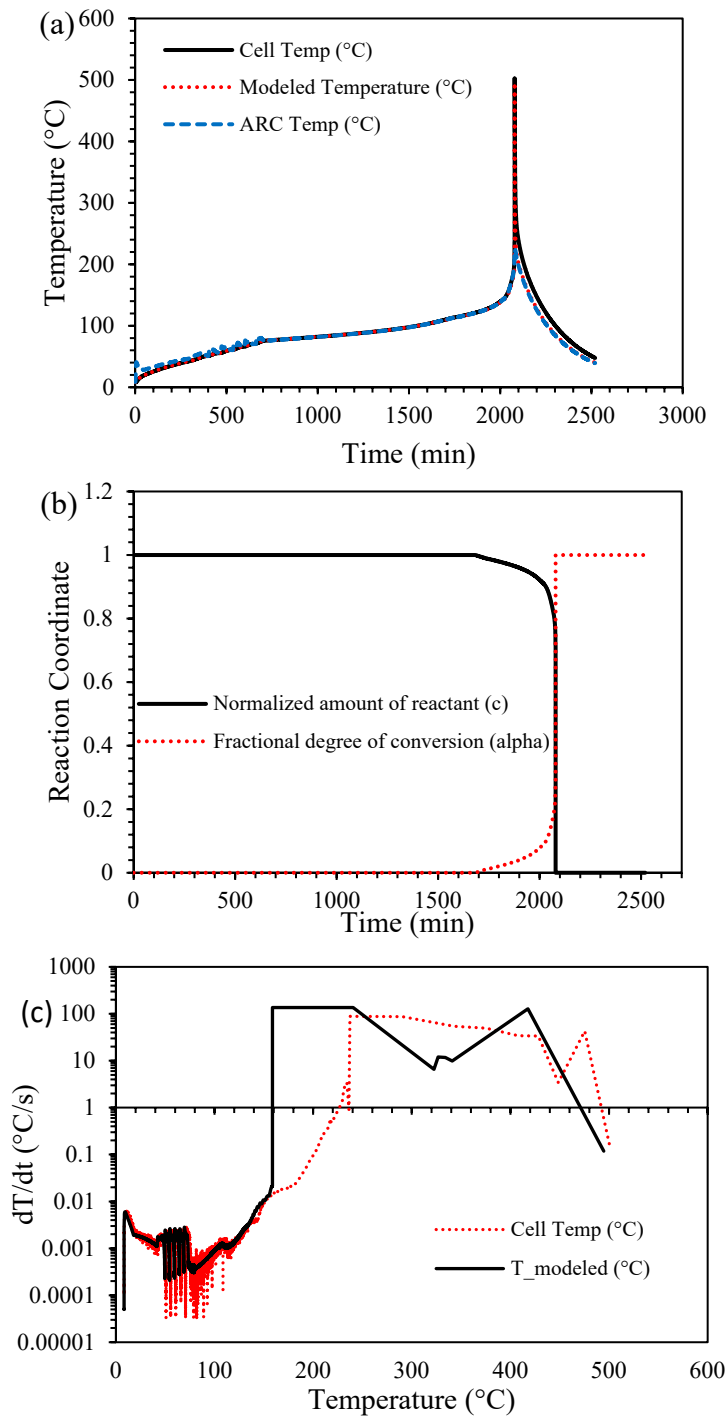 (a)
600
500
400
300
200
100
0
Temperature (°C)
Cell Temp (°C)
Modeled Temperature (°C)
ARC Temp (°C)
0 500 1000 1500 2000 2500 3000
Time (min)
(b)
1.2
1
0.8
0.6
0.4
0.2
0
Reaction Coordinate
Normalized amount of reactant (c)
Fractional degree of conversion (alpha)
0 500 1000 1500 2000 2500
Time (min)
(c)
1000
100
10
1
0.1
0.01
0.001
0.0001
0.00001
dT/dt (°C/s)
Cell Temp (°C)
T_modeled (°C)
0 100 200 300 400 500 600
Temperature (°C)